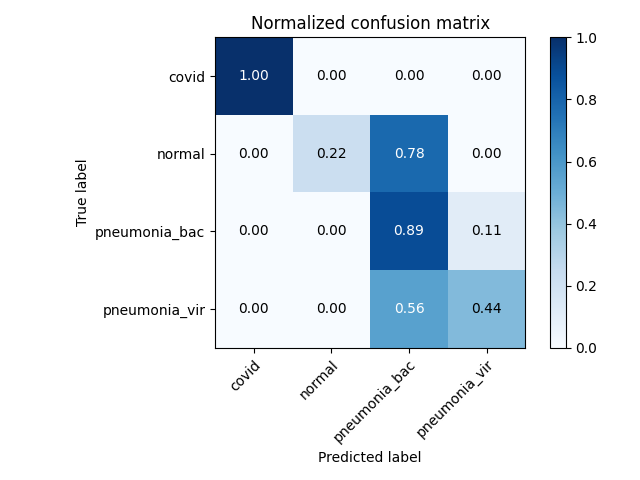 Normalized confusion matrix
True label
covid 1.00 0.00 0.00 0.00
normal 0.00 0.22 0.78 0.00
pneumonia_bac 0.00 0.00 0.89 0.11
pneumonia_vir 0.00 0.00 0.56 0.44
covid normal pneumonia_bac pneumonia_vir
Predicted label
1.0
0.8
0.6
0.4
0.2
0.0